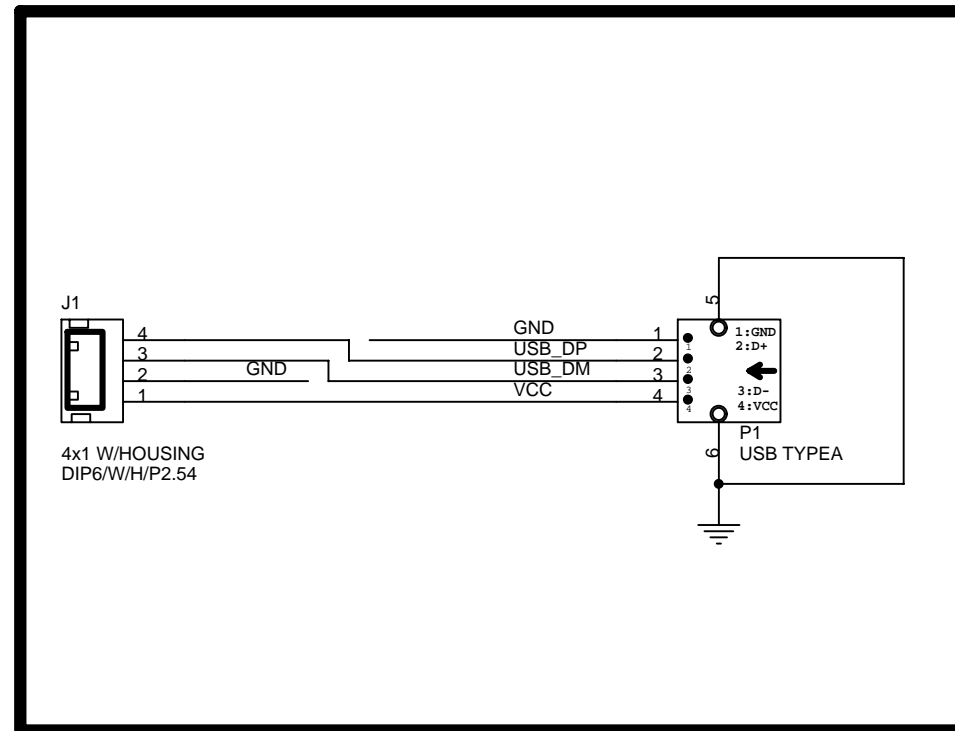 J1
4
3
2
1
GND
GND
USB_DP
USB_DM
VCC
1
2
3
4
5
1
2
3
4
1:GND
2:D+
3:D-
4:VCC
6
P1
USB TYPEA
4x1 W/HOUSING
DIP6/W/H/P2.54